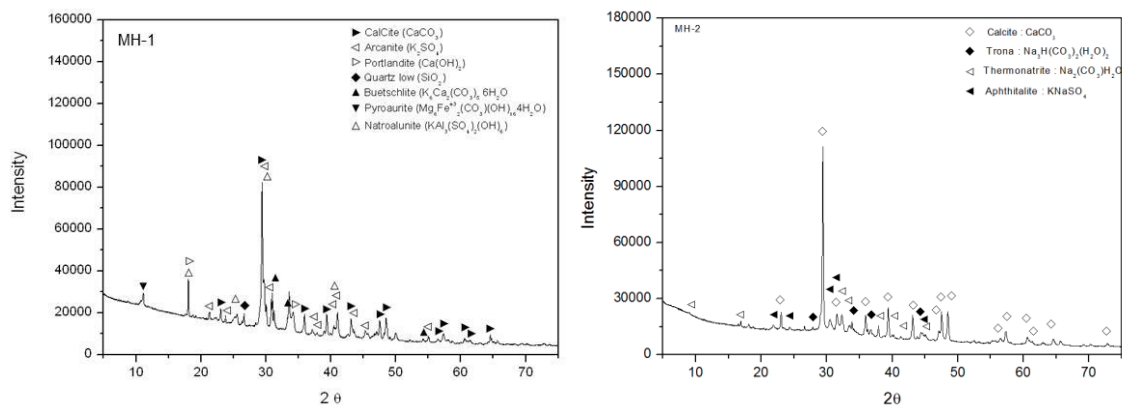 160000
140000
120000
100000
80000
60000
40000
20000
0
Intensity
MH-1
CalCite (CaCO₃)
Arcanite (K₂SO₄)
Portlandite (Ca(OH)₂)
Quartz low (SiO₂)
Buetschlite (K₆Ca₂(CO₃)₅ 6H₂O
Pyroaurite (Mg₆Fe⁺³₂(CO₃)(OH)₁₆ 4H₂O)
Natroalunite (KAl₃(SO₄)₂(OH)₆)
10 20 30 40 50 60 70
2 θ
180000
150000
120000
90000
60000
30000
0
Intensity
MH-2
Calcite : CaCO₃
Trona : Na₃H(CO₃)₂(H₂O)₂
Thermonatrite : Na₂(CO₃)H₂O
Aphthitalite : KNaSO₄
10 20 30 40 50 60 70
2θ